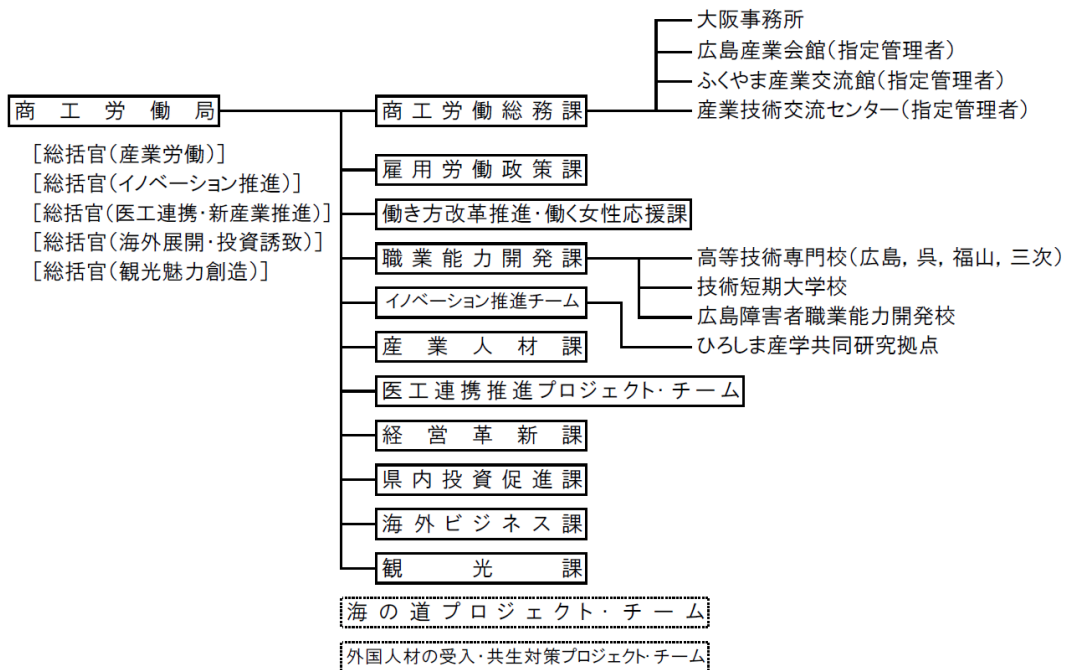 大阪事務所
広島産業会館(指定管理者)
ふくやま産業交流館(指定管理者)
商工労働局
商工労働総務課
産業技術交流センター(指定管理者)
[総括官(産業労働)]
[総括官(イノベーション推進)]
[総括官(医工連携・新産業推進)]
[総括官(海外展開・投資誘致)]
[総括官(観光魅力創造)]
雇用労働政策課
働き方改革推進・働く女性応援課
職業能力開発課
高等技術専門校(広島, 呉, 福山, 三次)
技術短期大学校
イノベーション推進チーム
広島障害者職業能力開発校
産業人材課
ひろしま産学共同研究拠点
医工連携推進プロジェクト・チーム
経営革新課
県内投資促進課
海外ビジネス課
観光課
海の道プロジェクト・チーム
外国人材の受入・共生対策プロジェクト・チーム